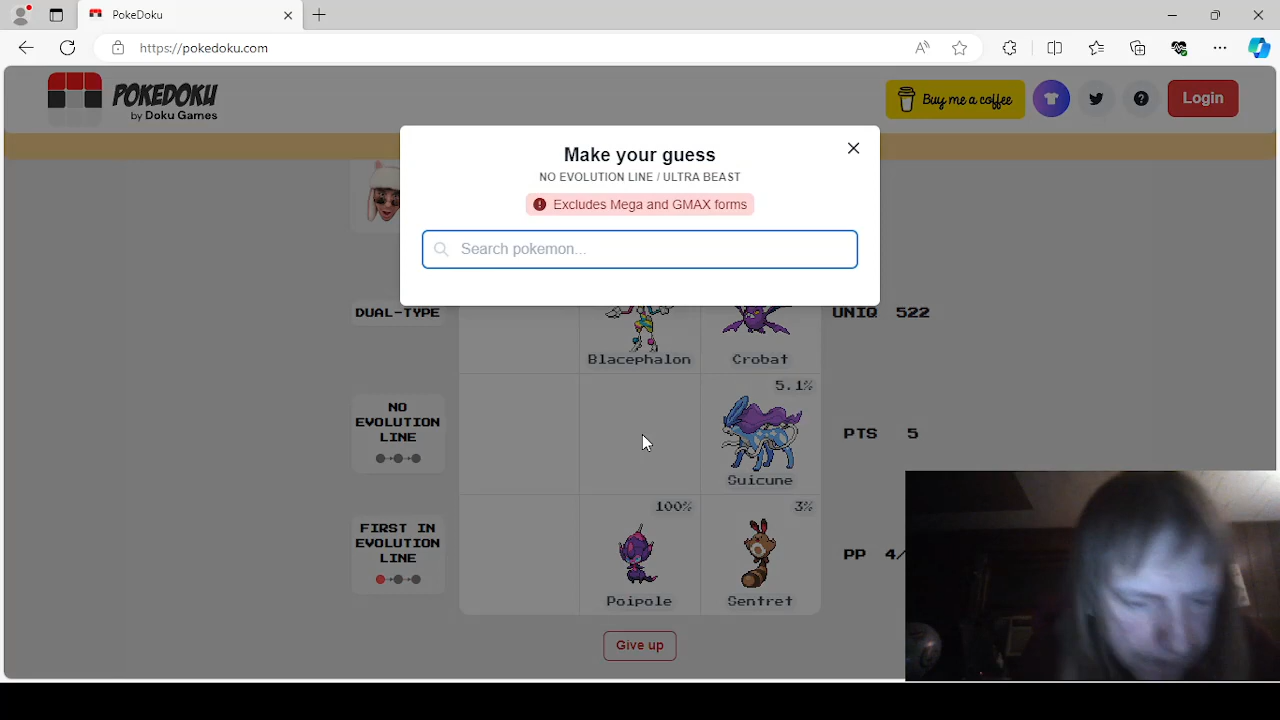 PokeDoku
https://pokedoku.com
POKEDOKU
by Doku Games
Buy me a coffee
Login
Make your guess
NO EVOLUTION LINE / ULTRA BEAST
Excludes Mega and GMAX forms
Search pokemon...
DUAL-TYPE
Blacephalon
Crobat
UNIQ 522
NO
EVOLUTION
LINE
5.1%
Suicune
PTS 5
FIRST IN
EVOLUTION
LINE
100%
Poipole
3%
Sentret
PP 4/
Give up